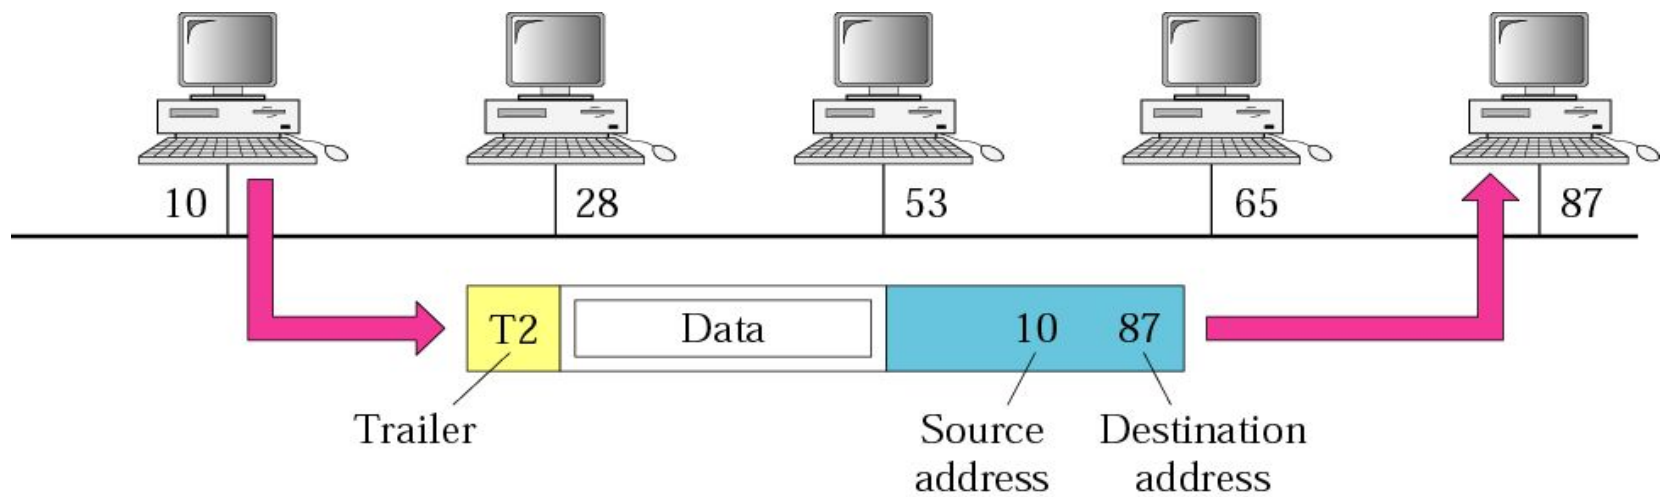 10
28
53
65
87
T2
Data
10
87
Trailer
Source
address
Destination
address